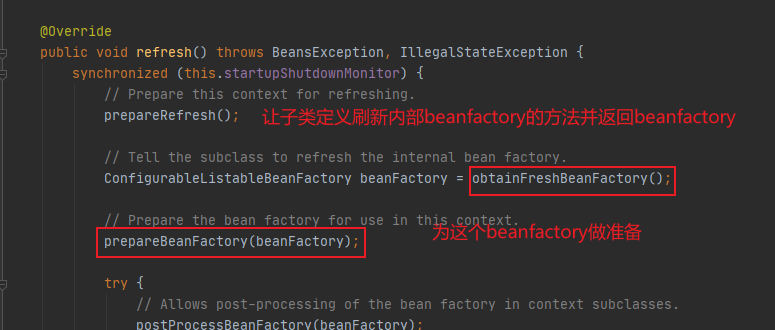 @Override
public void refresh() throws BeansException, IllegalStateException {
synchronized (this.startupShutdownMonitor) {
// Prepare this context for refreshing.
prepareRefresh();
让子类定义刷新内部beanfactory的方法并返回beanfactory
// Tell the subclass to refresh the internal bean factory.
ConfigurableListableBeanFactory beanFactory = obtainFreshBeanFactory();
// Prepare the bean factory for use in this context.
prepareBeanFactory(beanFactory);
为这个beanfactory做准备
try {
// Allows post-processing of the bean factory in context subclasses.
postProcessBeanFactory(beanFactory);